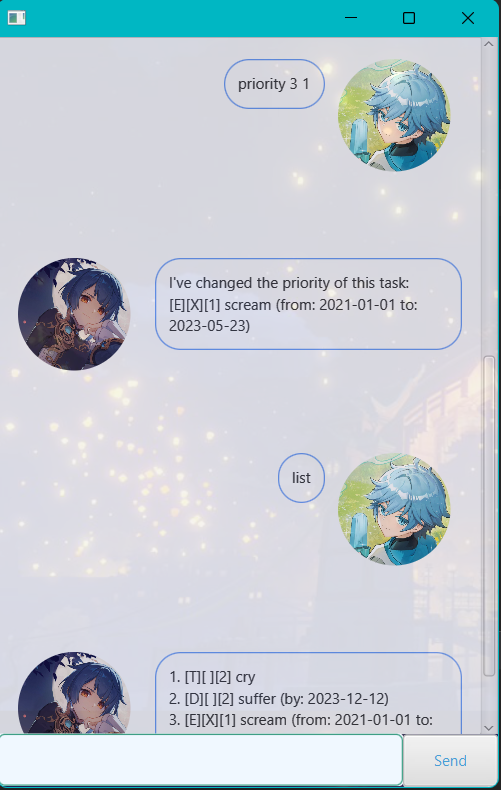 priority 3 1
I've changed the priority of this task:
[E][X][1] scream (from: 2021-01-01 to:
2023-05-23)
list
1. [T][ ][2] cry
2. [D][ ][2] suffer (by: 2023-12-12)
3. [E][X][1] scream (from: 2021-01-01 to:
Send